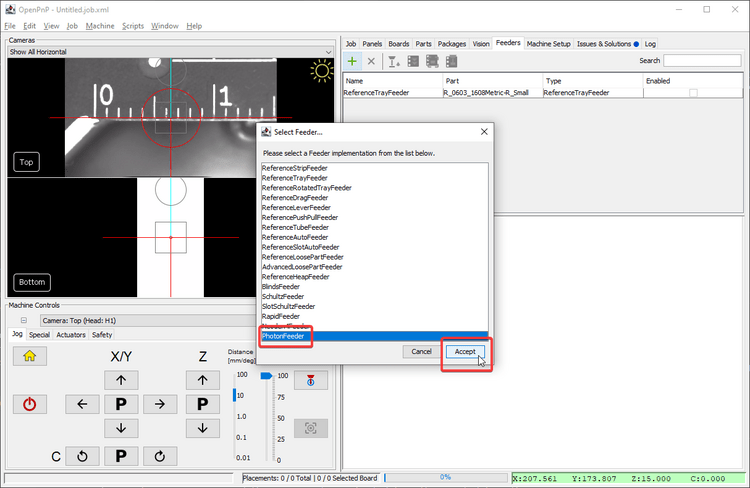 OpenPnP - Untitled.job.xml
File Edit View Job Machine Scripts Window Help
Cameras
Show All Horizontal
0 1
Top
Bottom
Machine Controls
Camera: Top (Head: H1)
Jog Special Actuators Safety
X/Y Z Distance [mm/deg] Speed [%]
100 100
10 75
1.0 50
0.1 25
0.01 0
P P
C P
Job Panels Boards Parts Packages Vision Feeders Machine Setup Issues & Solutions Log
Search
Name Part Type Enabled
ReferenceTrayFeeder R_0603_1608Metric-R_Small ReferenceTrayFeeder
Select Feeder...
Please select a Feeder implementation from the list below.
ReferenceStripFeeder
ReferenceTrayFeeder
ReferenceRotatedTrayFeeder
ReferenceDragFeeder
ReferenceLeverFeeder
ReferencePushPullFeeder
ReferenceTubeFeeder
ReferenceAutoFeeder
ReferenceSlotAutoFeeder
ReferenceLoosePartFeeder
AdvancedLoosePartFeeder
ReferenceHeapFeeder
BlindsFeeder
SchultzFeeder
SlotSchultzFeeder
RapidFeeder
PhotonFeeder
Cancel Accept
Placements: 0 / 0 Total | 0 / 0 Selected Board
0%
X:207.561 Y:173.807 Z:15.000 C:0.000